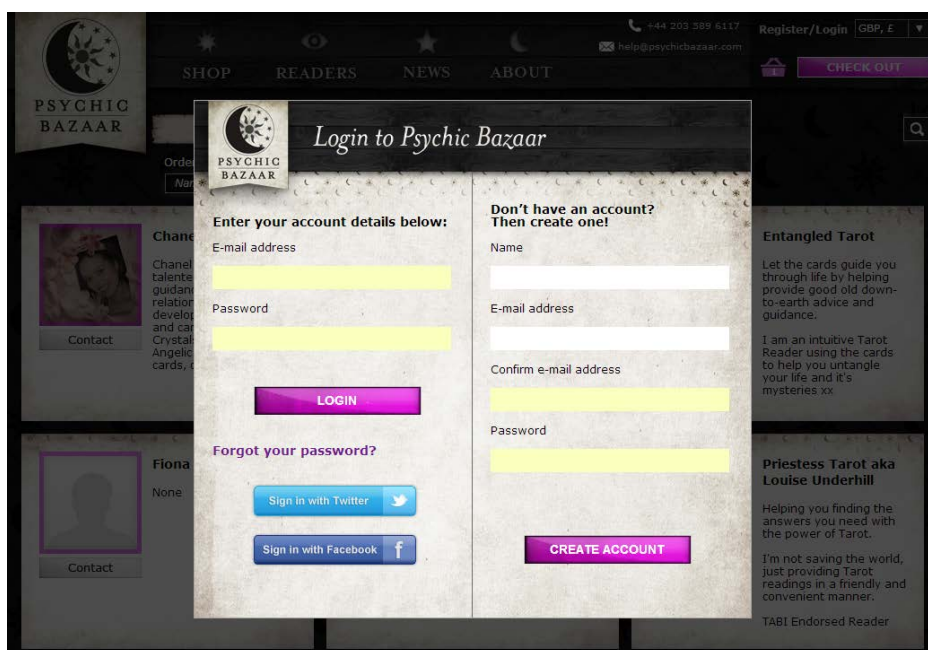 +44 203 589 6117
Register/Login
GBP, £
help@psychicbazaar.com
SHOP
READERS
NEWS
ABOUT
CHECK OUT
PSYCHIC
BAZAAR
PSYCHIC
BAZAAR
Login to Psychic Bazaar
Enter your account details below:
E-mail address
Password
LOGIN
Forgot your password?
Sign in with Twitter
Sign in with Facebook
Don't have an account?
Then create one!
Name
E-mail address
Confirm e-mail address
Password
CREATE ACCOUNT
Contact
Fiona
None
Contact
Entangled Tarot
Let the cards guide you
through life by helping
provide good old down-
to-earth advice and
guidance.
I am an intuitive Tarot
Reader using the cards
to help you untangle
your life and it's
mysteries xx
Priestess Tarot aka
Louise Underhill
Helping you finding the
answers you need with
the power of Tarot.
I'm not saving the world,
just providing Tarot
readings in a friendly and
convenient manner.
TABI Endorsed Reader